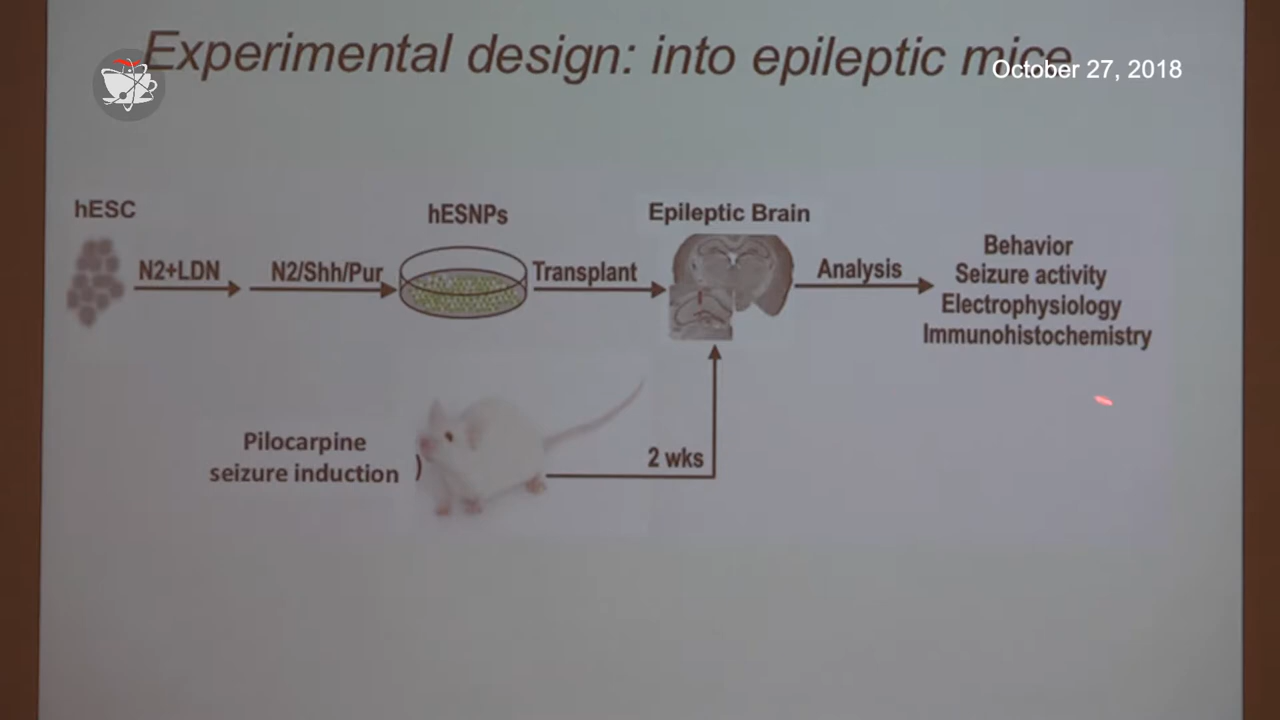 Experimental design: into epileptic mice
October 27, 2018
hESC
N2+LDN
N2/Shh/Pur
hESNPs
Transplant
Epileptic Brain
Analysis
Behavior
Seizure activity
Electrophysiology
Immunohistochemistry
Pilocarpine
seizure induction
2 wks